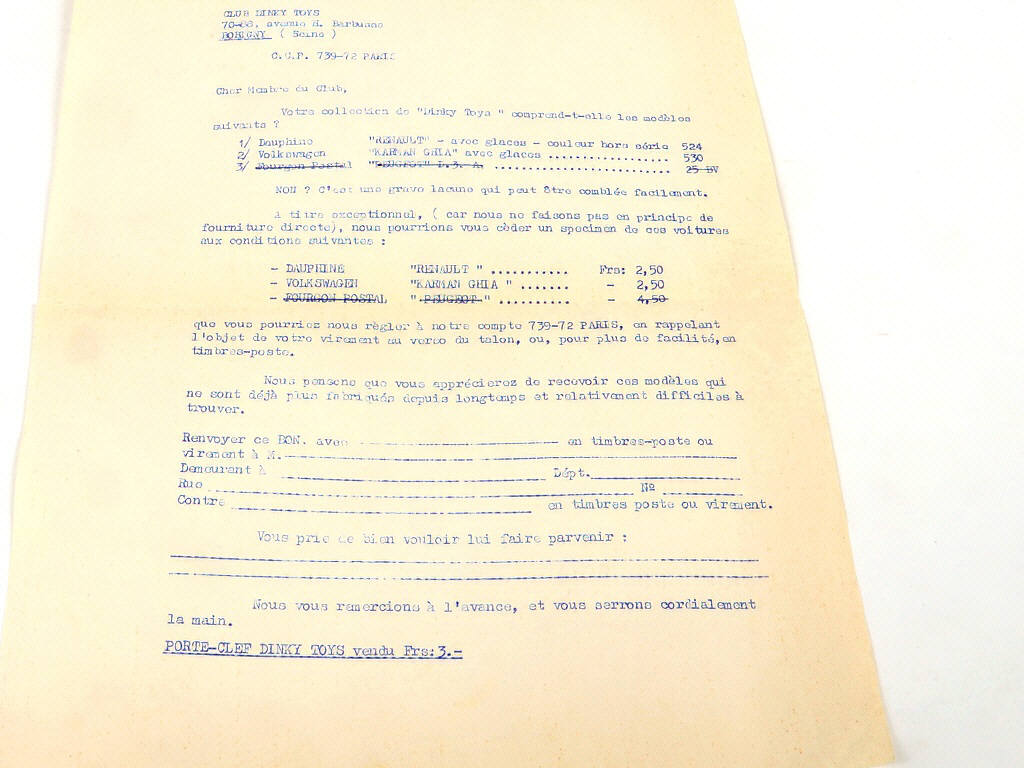 CLUB DINKY TOYS
70-88, avenue H. Barbusse
BOBIGNY ( Seine )
C.C.P. 739-72 PARIS
Cher Membre du Club,
Votre collection de "Dinky Toys " comprend-t-elle les modèles
suivants ?
1/ Dauphine "RENAULT" - avec glaces - couleur hors série 524
2/ Volkswagen "KARMAN GHIA" avec glaces .................. 530
3/ Fourgon Postal "PEUGEOT" D.3. A. .......................... 25 BV
NON ? C'est une grave lacune qui peut être comblée facilement.
A titre exceptionnel, ( car nous ne faisons pas en principe de
fourniture directe), nous pourrions vous cèder un specimen de ces voitures
aux conditions suivantes :
- DAUPHINE "RENAULT " ........... Frs: 2,50
- VOLKSWAGEN "KARMAN GHIA " ....... - 2,50
- FOURGON POSTAL " PEUGEOT " .......... - 4,50
que vous pourriez nous règler à notre compte 739-72 PARIS, en rappelant
l'objet de votre virement au verso du talon, ou, pour plus de facilité,en
timbres-poste.
Nous pensons que vous apprécierez de recevoir ces modèles qui
ne sont déjà plus fabriqués depuis longtemps et relativement difficiles à
trouver.
Renvoyer ce BON. avec ------------------------ en timbres-poste ou
virement à M.
Demeurant à Dépt.
Rue Nº
Contre en timbres poste ou virement.
Vous prie de bien vouloir lui faire parvenir :
Nous vous remercions à l'avance, et vous serrons cordialement
la main.
PORTE-CLEF DINKY TOYS vendu Frs:3.-